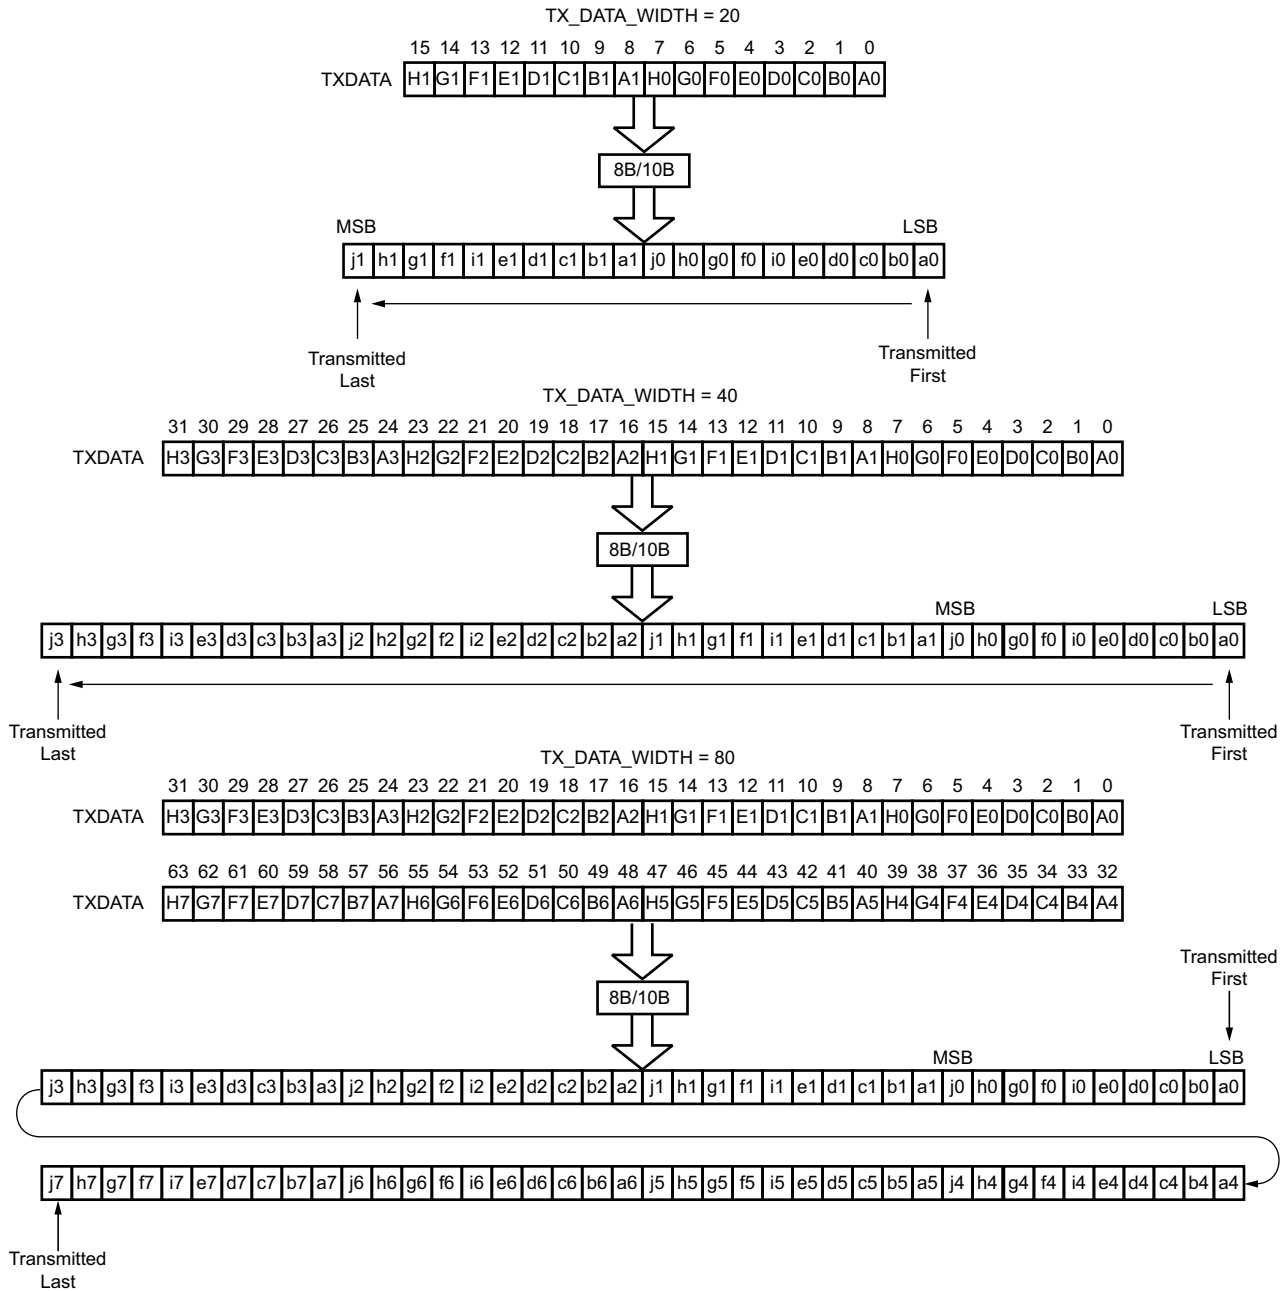 TX_DATA_WIDTH = 20
15 14 13 12 11 10 9 8 7 6 5 4 3 2 1 0
TXDATA H1 G1 F1 E1 D1 C1 B1 A1 H0 G0 F0 E0 D0 C0 B0 A0
8B/10B
MSB LSB
j1 h1 g1 f1 i1 e1 d1 c1 b1 a1 j0 h0 g0 f0 i0 e0 d0 c0 b0 a0
Transmitted Last
Transmitted First
TX_DATA_WIDTH = 40
31 30 29 28 27 26 25 24 23 22 21 20 19 18 17 16 15 14 13 12 11 10 9 8 7 6 5 4 3 2 1 0
TXDATA H3 G3 F3 E3 D3 C3 B3 A3 H2 G2 F2 E2 D2 C2 B2 A2 H1 G1 F1 E1 D1 C1 B1 A1 H0 G0 F0 E0 D0 C0 B0 A0
8B/10B
MSB LSB
j3 h3 g3 f3 i3 e3 d3 c3 b3 a3 j2 h2 g2 f2 i2 e2 d2 c2 b2 a2 j1 h1 g1 f1 i1 e1 d1 c1 b1 a1 j0 h0 g0 f0 i0 e0 d0 c0 b0 a0
Transmitted Last
Transmitted First
TX_DATA_WIDTH = 80
31 30 29 28 27 26 25 24 23 22 21 20 19 18 17 16 15 14 13 12 11 10 9 8 7 6 5 4 3 2 1 0
TXDATA H3 G3 F3 E3 D3 C3 B3 A3 H2 G2 F2 E2 D2 C2 B2 A2 H1 G1 F1 E1 D1 C1 B1 A1 H0 G0 F0 E0 D0 C0 B0 A0
63 62 61 60 59 58 57 56 55 54 53 52 51 50 49 48 47 46 45 44 43 42 41 40 39 38 37 36 35 34 33 32
TXDATA H7 G7 F7 E7 D7 C7 B7 A7 H6 G6 F6 E6 D6 C6 B6 A6 H5 G5 F5 E5 D5 C5 B5 A5 H4 G4 F4 E4 D4 C4 B4 A4
Transmitted First
8B/10B
MSB LSB
j3 h3 g3 f3 i3 e3 d3 c3 b3 a3 j2 h2 g2 f2 i2 e2 d2 c2 b2 a2 j1 h1 g1 f1 i1 e1 d1 c1 b1 a1 j0 h0 g0 f0 i0 e0 d0 c0 b0 a0
j7 h7 g7 f7 i7 e7 d7 c7 b7 a7 j6 h6 g6 f6 i6 e6 d6 c6 b6 a6 j5 h5 g5 f5 i5 e5 d5 c5 b5 a5 j4 h4 g4 f4 i4 e4 d4 c4 b4 a4
Transmitted Last